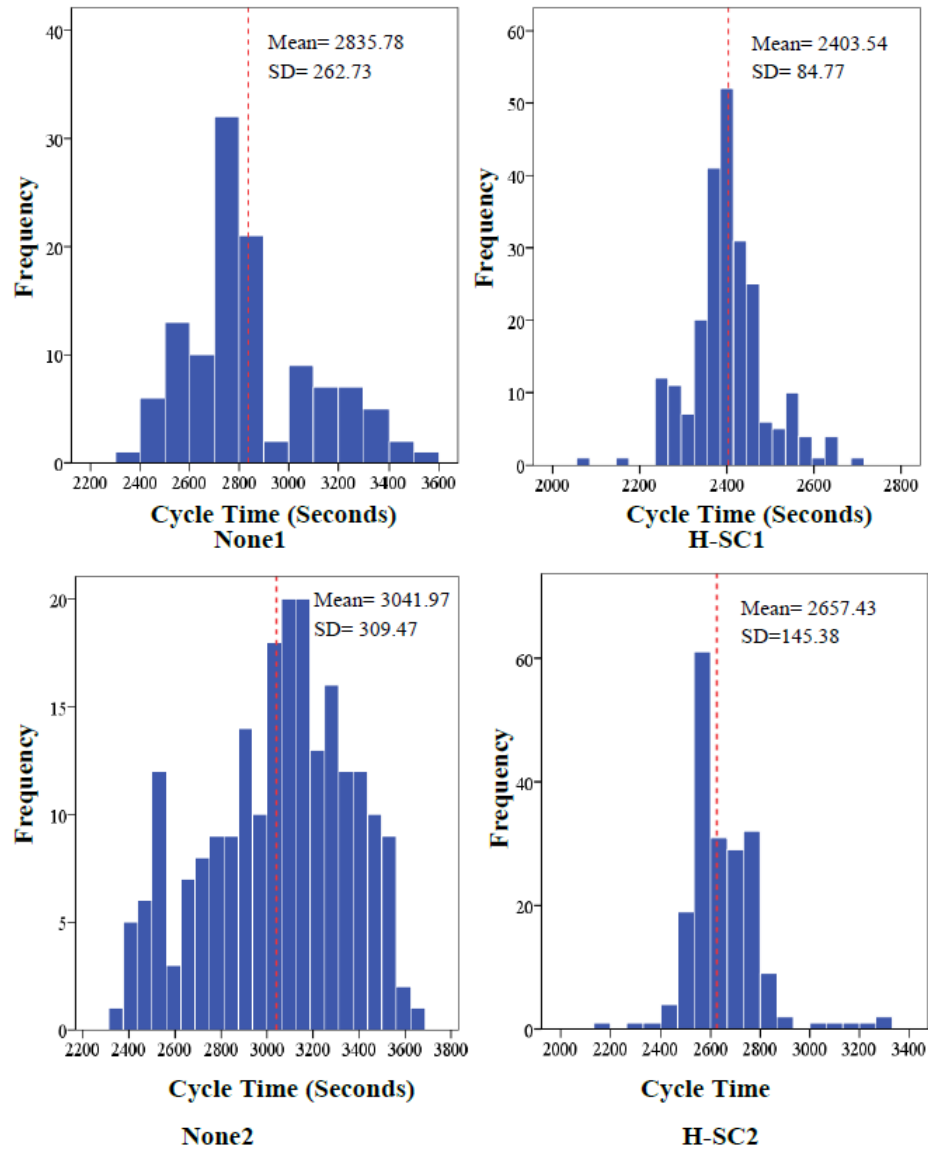 40
30
20
10
0
Frequency
Mean= 2835.78
SD= 262.73
2200 2400 2600 2800 3000 3200 3400 3600
Cycle Time (Seconds)
None1
60
50
40
30
20
10
0
Frequency
Mean= 2403.54
SD= 84.77
2000 2200 2400 2600 2800
Cycle Time (Seconds)
H-SC1
20
15
10
5
0
Frequency
Mean= 3041.97
SD= 309.47
2200 2400 2600 2800 3000 3200 3400 3600 3800
Cycle Time (Seconds)
None2
60
40
20
0
Frequency
Mean= 2657.43
SD=145.38
2000 2200 2400 2600 2800 3000 3200 3400
Cycle Time
H-SC2